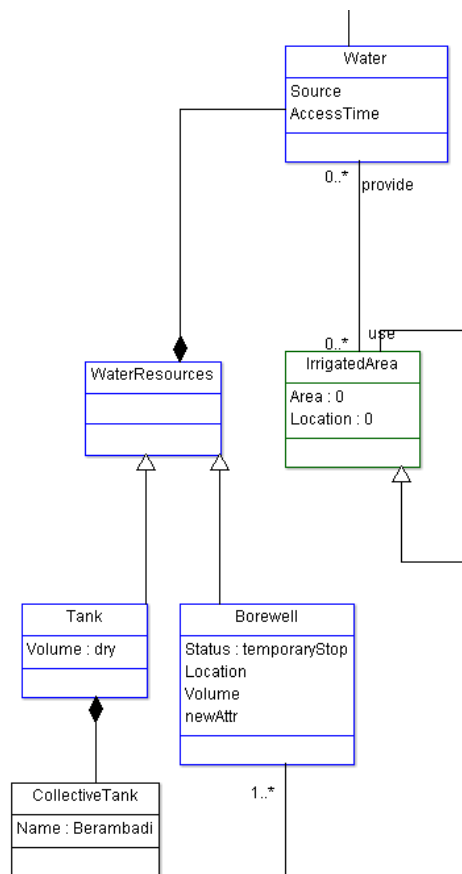 Water
Source
AccessTime
0..*
provide
use
0..*
WaterResources
IrrigatedArea
Area : 0
Location : 0
Tank
Volume : dry
Borewell
Status : temporaryStop
Location
Volume
newAttr
CollectiveTank
Name : Berambadi
1..*